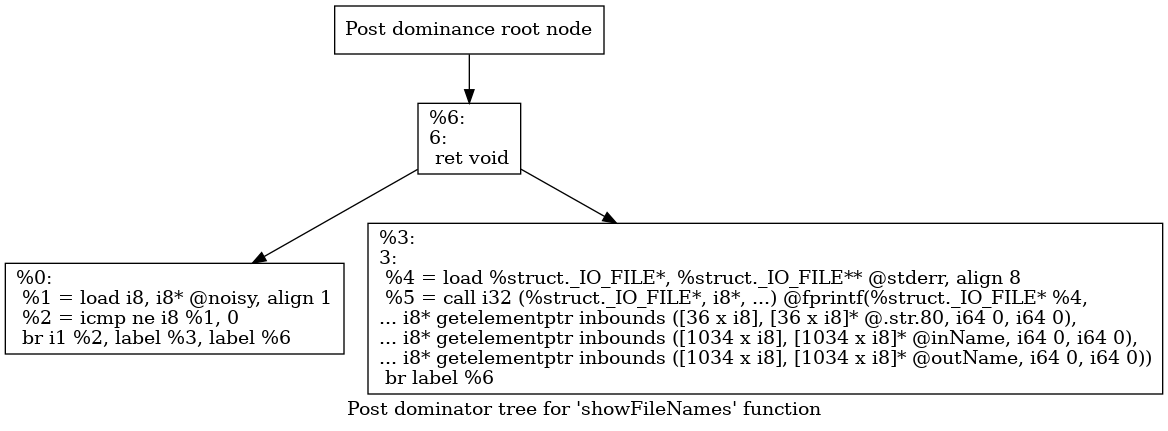 Post dominance root node
%6:
6:
ret void
%0:
%1 = load i8, i8* @noisy, align 1
%2 = icmp ne i8 %1, 0
br i1 %2, label %3, label %6
%3:
3:
%4 = load %struct._IO_FILE*, %struct._IO_FILE** @stderr, align 8
%5 = call i32 (%struct._IO_FILE*, i8*, ...) @fprintf(%struct._IO_FILE* %4,
... i8* getelementptr inbounds ([36 x i8], [36 x i8]* @.str.80, i64 0, i64 0),
... i8* getelementptr inbounds ([1034 x i8], [1034 x i8]* @inName, i64 0, i64 0),
... i8* getelementptr inbounds ([1034 x i8], [1034 x i8]* @outName, i64 0, i64 0))
br label %6
Post dominator tree for 'showFileNames' function